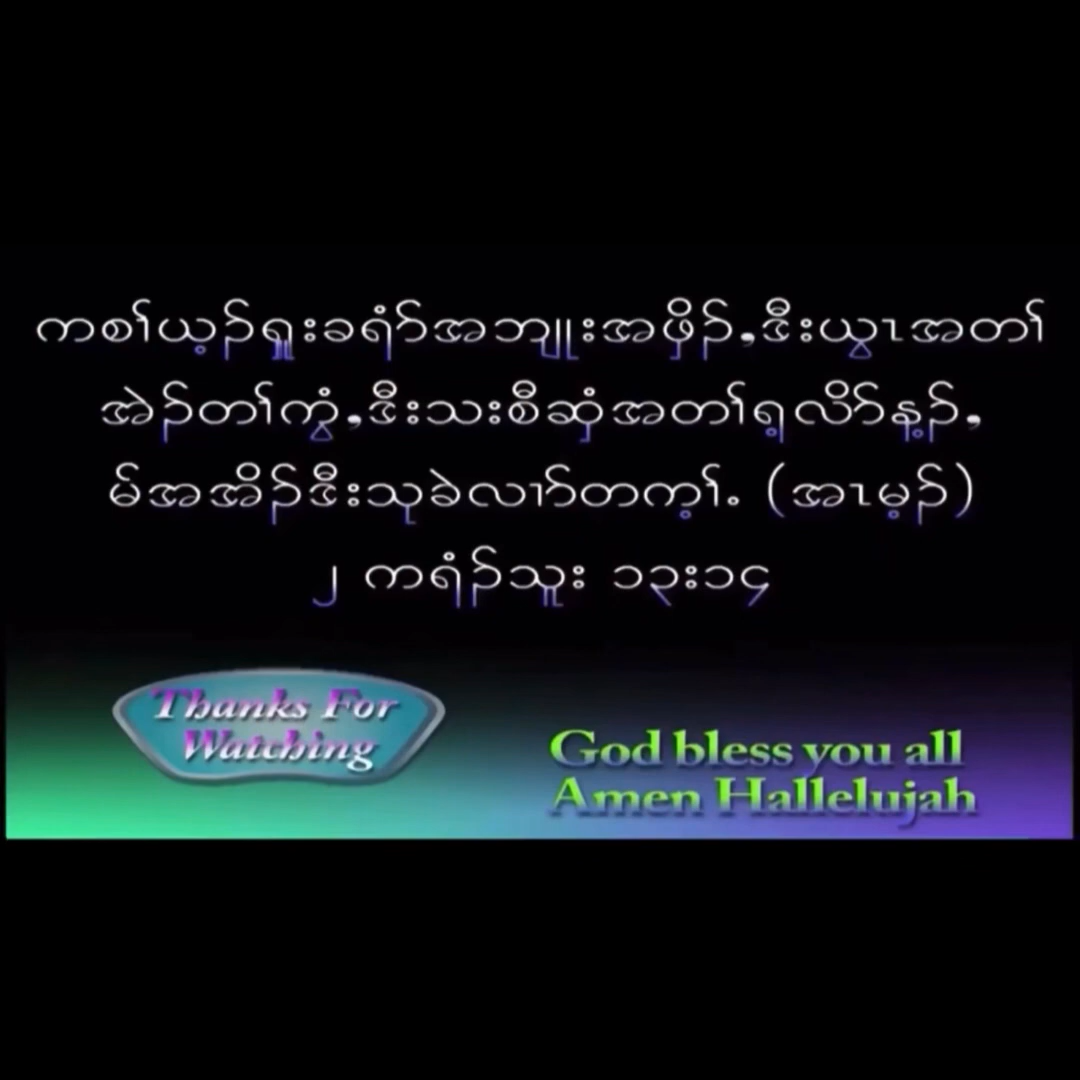 ကစၢ်ယ့ၣ်ရှူးခရံာ်အဘျုးအဖှိၣ်,ဒီးယွၤအတၢ်
အဲၣ်တၢ်ကွံ,ဒီးသးစီဆှံအတၢ်ရ့လိာ်န့ၣ်,
မ်အအိၣ်ဒီးသုခဲလၢာ်တက့ၢ်. (အၤမ့ၣ်)
၂ ကရံၣ်သူး ၁၃း၁၄
Thanks For
Watching
God bless you all
Amen Hallelujah